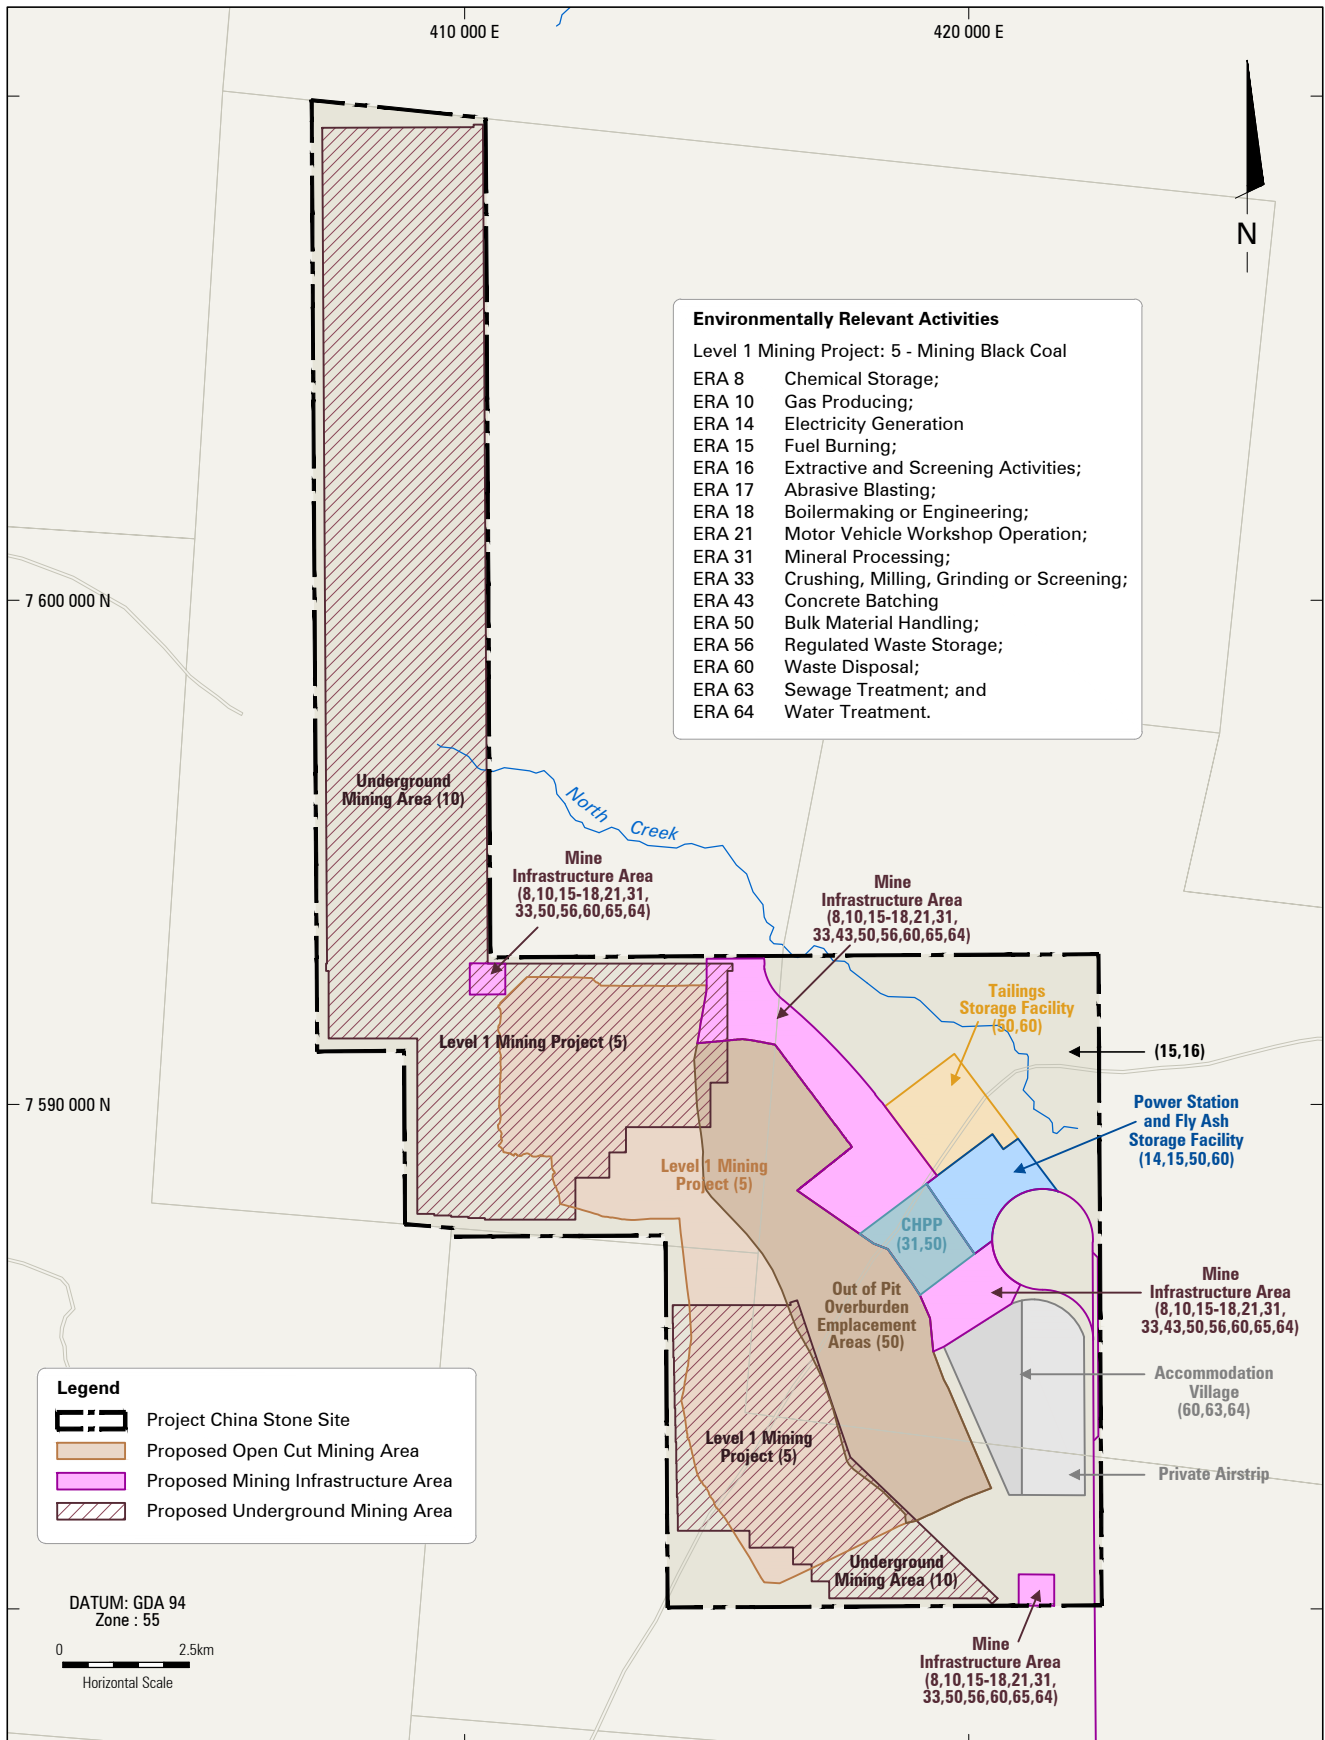 410 000 E
420 000 E
N
Environmentally Relevant Activities
Level 1 Mining Project: 5 - Mining Black Coal
ERA 8 Chemical Storage;
ERA 10 Gas Producing;
ERA 14 Electricity Generation
ERA 15 Fuel Burning;
ERA 16 Extractive and Screening Activities;
ERA 17 Abrasive Blasting;
ERA 18 Boilermaking or Engineering;
ERA 21 Motor Vehicle Workshop Operation;
ERA 31 Mineral Processing;
ERA 33 Crushing, Milling, Grinding or Screening;
ERA 43 Concrete Batching
ERA 50 Bulk Material Handling;
ERA 56 Regulated Waste Storage;
ERA 60 Waste Disposal;
ERA 63 Sewage Treatment; and
ERA 64 Water Treatment.
7 600 000 N
Underground
Mining Area (10)
North Creek
Mine
Infrastructure Area
(8,10,15-18,21,31,
33,50,56,60,65,64)
Mine
Infrastructure Area
(8,10,15-18,21,31,
33,43,50,56,60,65,64)
Tailings
Storage Facility
(50,60)
Level 1 Mining Project (5)
(15,16)
7 590 000 N
Power Station
and Fly Ash
Storage Facility
(14,15,50,60)
Level 1 Mining
Project (5)
CHPP
(31,50)
Out of Pit
Overburden
Emplacement
Areas (50)
Mine
Infrastructure Area
(8,10,15-18,21,31,
33,43,50,56,60,65,64)
Accommodation
Village
(60,63,64)
Level 1 Mining
Project (5)
Private Airstrip
Underground
Mining Area (10)
Mine
Infrastructure Area
(8,10,15-18,21,31,
33,50,56,60,65,64)
Legend
Project China Stone Site
Proposed Open Cut Mining Area
Proposed Mining Infrastructure Area
Proposed Underground Mining Area
DATUM: GDA 94
Zone : 55
0 2.5km
Horizontal Scale